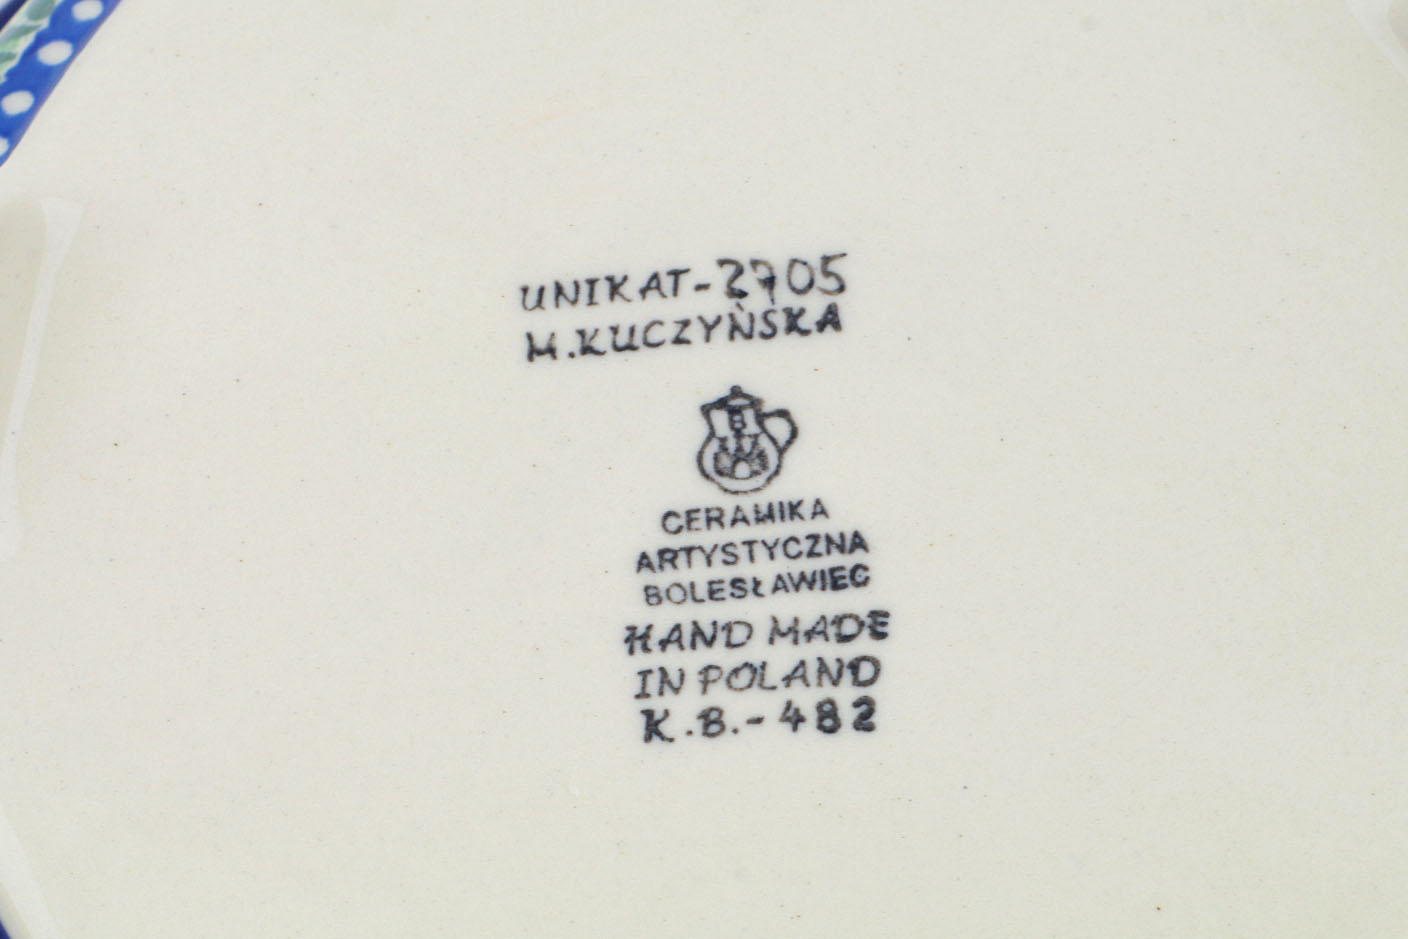 UNIKAT-2705
M.KUCZYŃSKA
CERAMIKA
ARTYSTYCZNA
BOLESŁAWIEC
HAND MADE
IN POLAND
K.B.-482